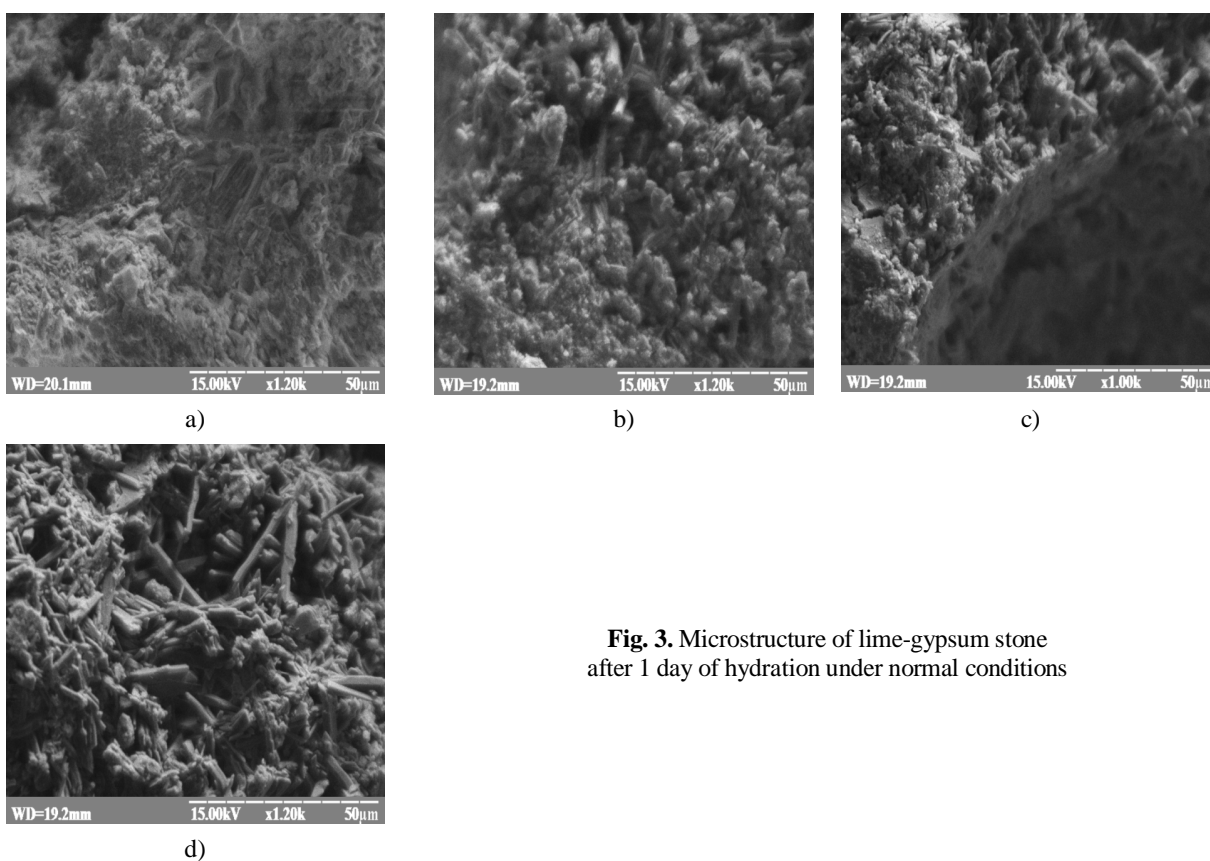 WD=20.1mm 15.00kV x1.20k 50µm
a)
WD=19.2mm 15.00kV x1.20k 50µm
b)
WD=19.2mm 15.00kV x1.00k 50µm
c)
WD=19.2mm 15.00kV x1.20k 50µm
d)
Fig. 3. Microstructure of lime-gypsum stone
after 1 day of hydration under normal conditions